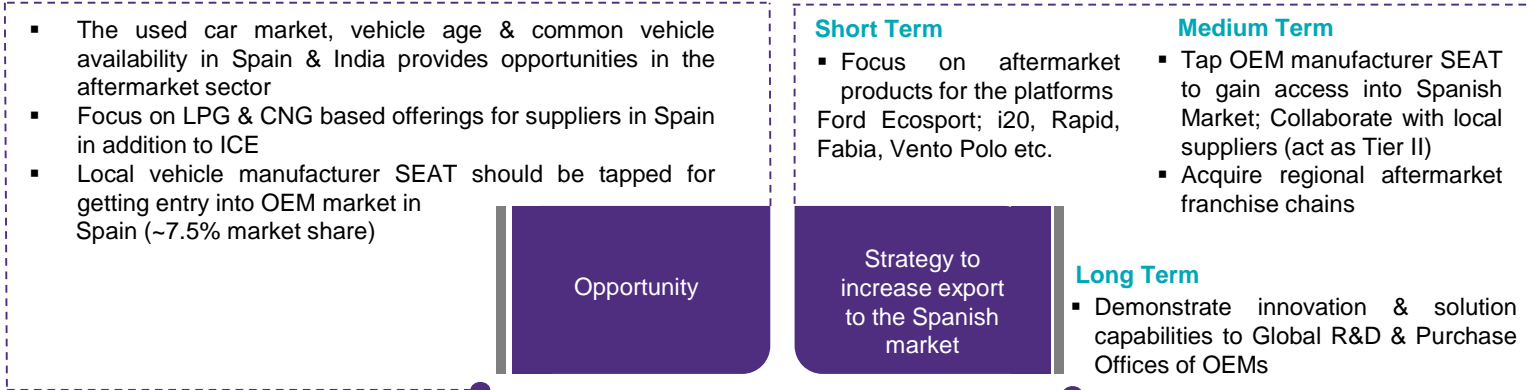 ▪ The used car market, vehicle age & common vehicle
availability in Spain & India provides opportunities in the
aftermarket sector
▪ Focus on LPG & CNG based offerings for suppliers in Spain
in addition to ICE
▪ Local vehicle manufacturer SEAT should be tapped for
getting entry into OEM market in
Spain (~7.5% market share)
Opportunity
Short Term
▪ Focus on aftermarket
products for the platforms
Ford Ecosport; i20, Rapid,
Fabia, Vento Polo etc.
Medium Term
▪ Tap OEM manufacturer SEAT
to gain access into Spanish
Market; Collaborate with local
suppliers (act as Tier II)
▪ Acquire regional aftermarket
franchise chains
Strategy to
increase export
to the Spanish
market
Long Term
▪ Demonstrate innovation & solution
capabilities to Global R&D & Purchase
Offices of OEMs